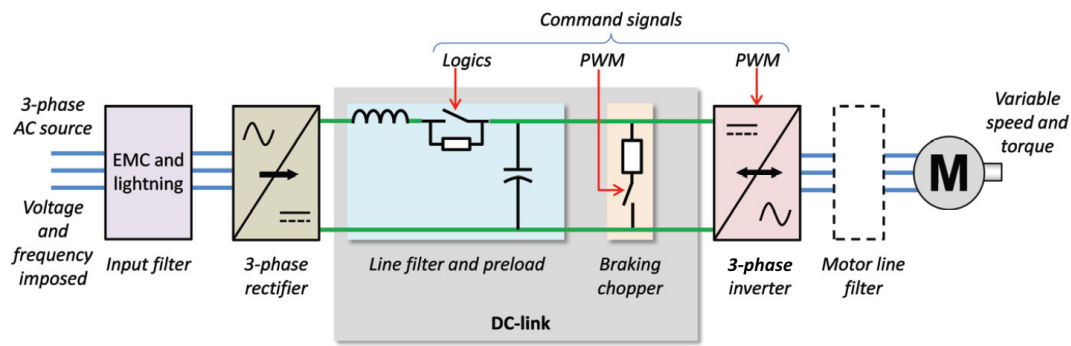 Command signals
Logics
PWM
PWM
3-phase
AC source
Variable
speed and
torque
EMC and
lightning
M
Voltage
and
frequency
imposed
Input filter
3-phase
rectifier
Line filter and preload
Braking
chopper
3-phase
inverter
Motor line
filter
DC-link